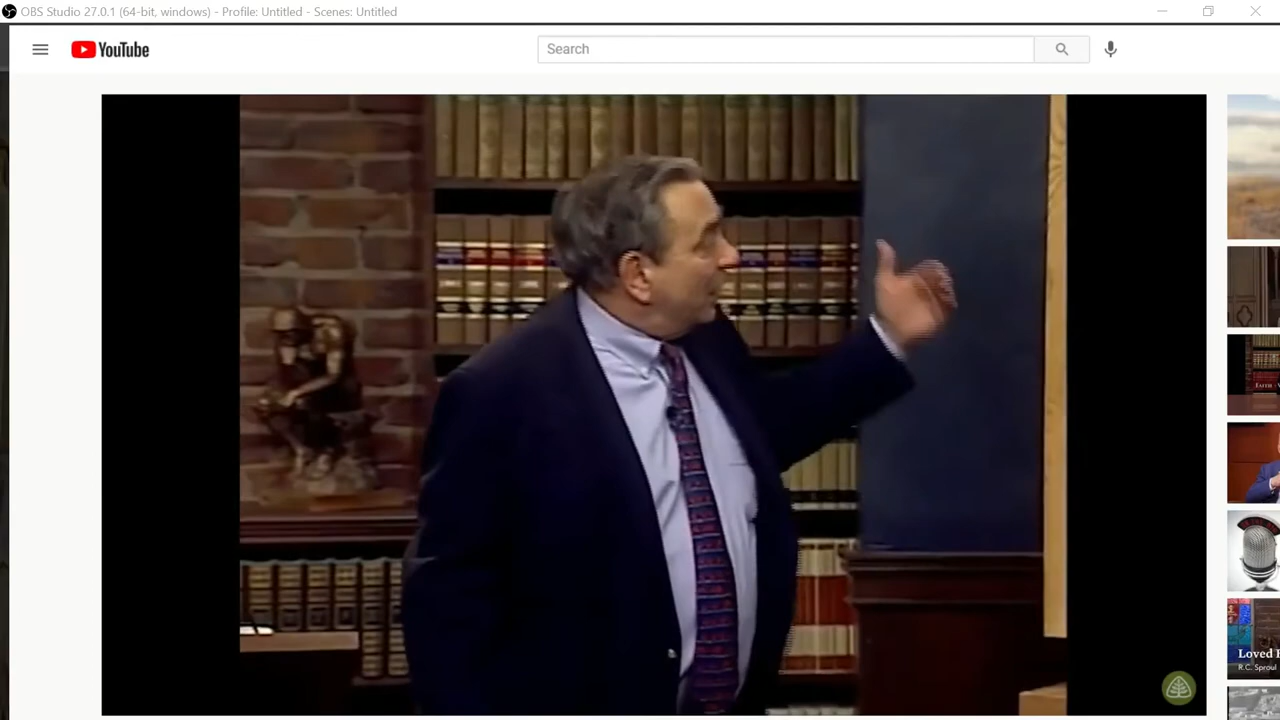 OBS Studio 27.0.1 (64-bit, windows) - Profile: Untitled - Scenes: Untitled
YouTube
Search
Loved
R.C. Sproul